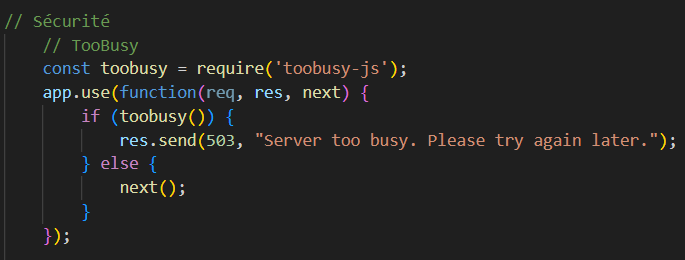 // Sécurité
// TooBusy
const toobusy = require('toobusy-js');
app.use(function(req, res, next) {
if (toobusy()) {
res.send(503, "Server too busy. Please try again later.");
} else {
next();
}
});